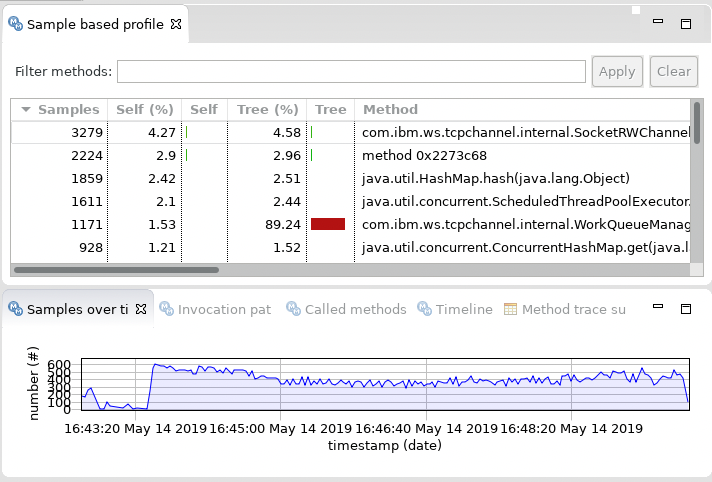 Sample based profile
Filter methods: Apply Clear
Samples Self (%) Self Tree (%) Tree Method
3279 4.27 4.58 com.ibm.ws.tcpchannel.internal.SocketRWChannel
2224 2.9 2.96 method 0x2273c68
1859 2.42 2.51 java.util.HashMap.hash(java.lang.Object)
1611 2.1 2.44 java.util.concurrent.ScheduledThreadPoolExecutor.
1171 1.53 89.24 com.ibm.ws.tcpchannel.internal.WorkQueueManag
928 1.21 1.52 java.util.concurrent.ConcurrentHashMap.get(java.l
Samples over ti Invocation pat Called methods Timeline Method trace su
number (#)
600
500
400
300
200
100
0
16:43:20 May 14 2019 16:45:00 May 14 2019 16:46:40 May 14 2019 16:48:20 May 14 2019
timestamp (date)